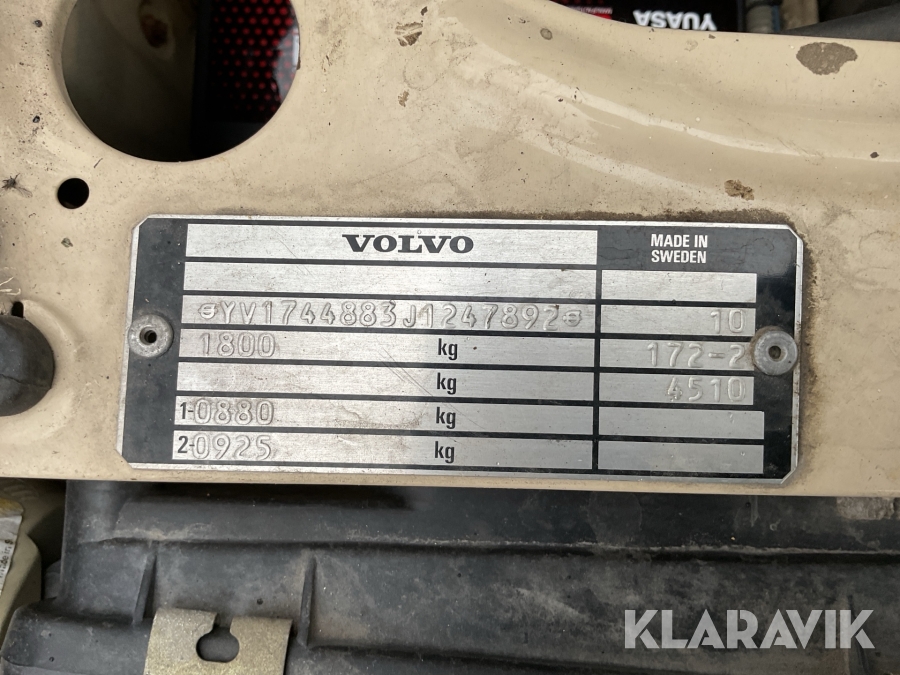 YUASA
VOLVO MADE IN
SWEDEN
YV1744883J1247892 10
1800 kg 172-2
kg 4510
1-0880 kg
2-0925 kg
KLARAVIK